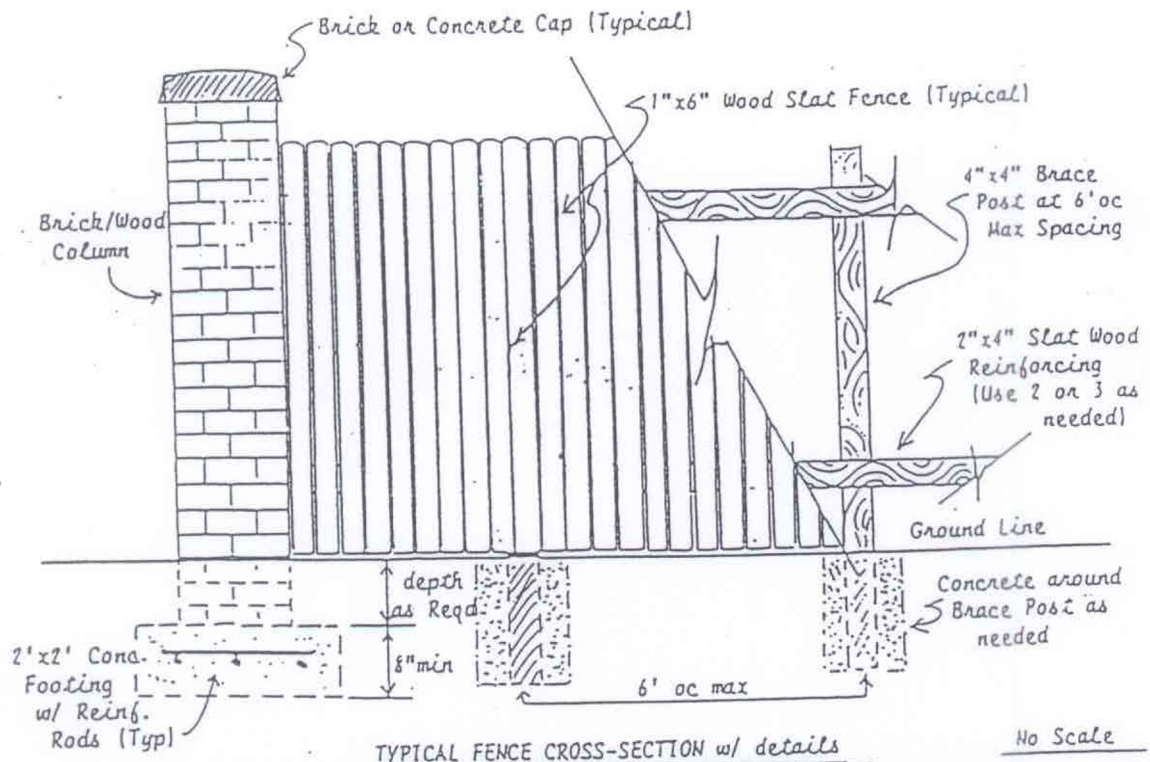 Brick or Concrete Cap (Typical)
1"x6" Wood Slat Fence (Typical)
4"x4" Brace
Post at 6'oc
Max Spacing
Brick/Wood
Column
2"x4" Slat Wood
Reinforcing
(Use 2 or 3 as
needed)
Ground Line
depth
as Reqd.
Concrete around
Brace Post as
needed
2'x2' Conc.
Footing
w/ Reinf.
Rods (Typ)
8"min
6' oc max
TYPICAL FENCE CROSS-SECTION w/ details
No Scale